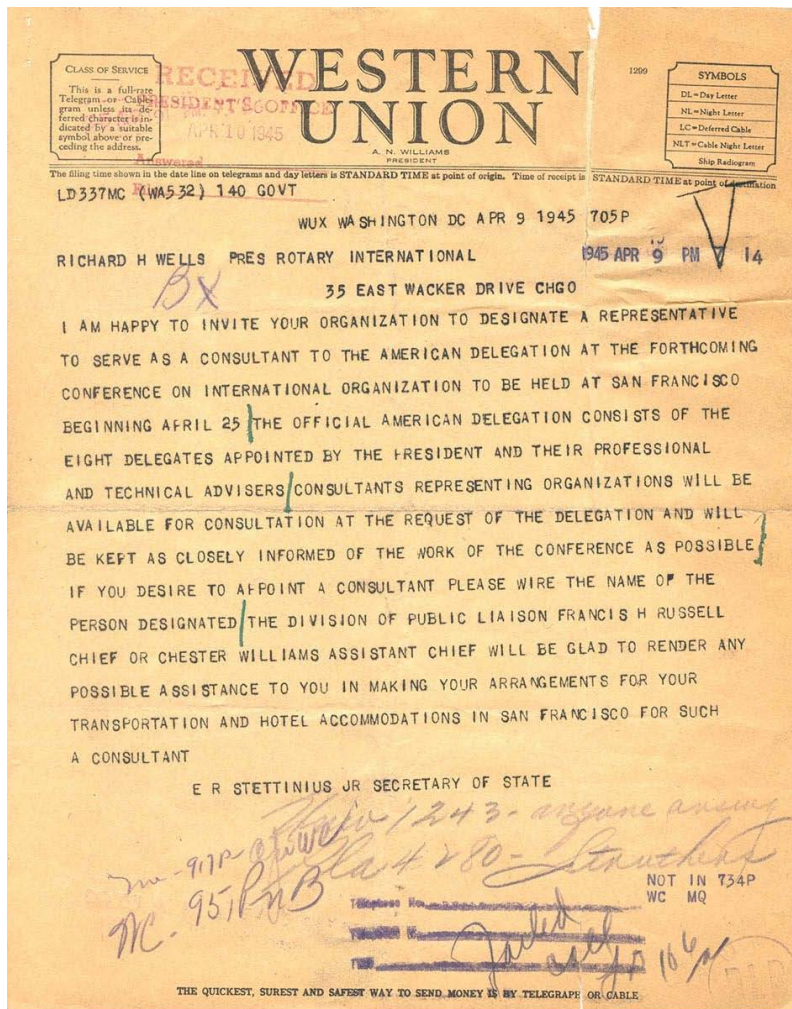 CLASS OF SERVICE
This is a full-rate
Telegram or Cable-
gram unless its de-
ferred character is in-
dicated by a suitable
symbol above or pre-
ceding the address.
RECEIVED
PRESIDENT'S OFFICE
APR 10 1945
Answered
WESTERN
UNION
A. N. WILLIAMS
PRESIDENT
1299
SYMBOLS
DL=Day Letter
NL=Night Letter
LC=Deferred Cable
NLT=Cable Night Letter
Ship Radiogram
The filing time shown in the date line on telegrams and day letters is STANDARD TIME at point of origin. Time of receipt is STANDARD TIME at point of destination
LD337MC (WA532) 140 GOVT
WUX WASHINGTON DC APR 9 1945 705P
RICHARD H WELLS PRES ROTARY INTERNATIONAL
1945 APR 9 PM 7 14
35 EAST WACKER DRIVE CHGO
BX
I AM HAPPY TO INVITE YOUR ORGANIZATION TO DESIGNATE A REPRESENTATIVE
TO SERVE AS A CONSULTANT TO THE AMERICAN DELEGATION AT THE FORTHCOMING
CONFERENCE ON INTERNATIONAL ORGANIZATION TO BE HELD AT SAN FRANCISCO
BEGINNING APRIL 25 THE OFFICIAL AMERICAN DELEGATION CONSISTS OF THE
EIGHT DELEGATES APPOINTED BY THE PRESIDENT AND THEIR PROFESSIONAL
AND TECHNICAL ADVISERS CONSULTANTS REPRESENTING ORGANIZATIONS WILL BE
AVAILABLE FOR CONSULTATION AT THE REQUEST OF THE DELEGATION AND WILL
BE KEPT AS CLOSELY INFORMED OF THE WORK OF THE CONFERENCE AS POSSIBLE
IF YOU DESIRE TO APPOINT A CONSULTANT PLEASE WIRE THE NAME OF THE
PERSON DESIGNATED THE DIVISION OF PUBLIC LIAISON FRANCIS H RUSSELL
CHIEF OR CHESTER WILLIAMS ASSISTANT CHIEF WILL BE GLAD TO RENDER ANY
POSSIBLE ASSISTANCE TO YOU IN MAKING YOUR ARRANGEMENTS FOR YOUR
TRANSPORTATION AND HOTEL ACCOMMODATIONS IN SAN FRANCISCO FOR SUCH
A CONSULTANT
E R STETTINIUS JR SECRETARY OF STATE
1243- anyone
4280-
NOT IN 734P
WC MQ
THE QUICKEST, SUREST AND SAFEST WAY TO SEND MONEY IS BY TELEGRAPH OR CABLE